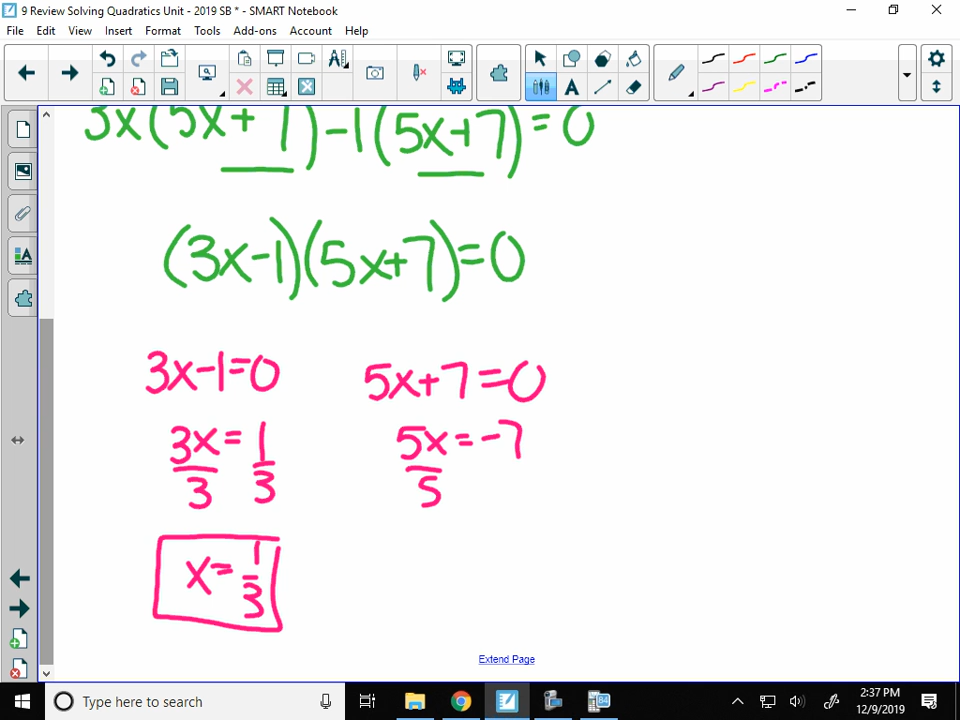 9 Review Solving Quadratics Unit - 2019 SB * - SMART Notebook
File Edit View Insert Format Tools Add-ons Account Help
3x(5x+7)-1(5x+7)=0
(3x-1)(5x+7)=0
3x-1=0 5x+7=0
3x/3=1/3 5x/5=-7
x=1/3
Extend Page
Type here to search
2:37 PM
12/9/2019